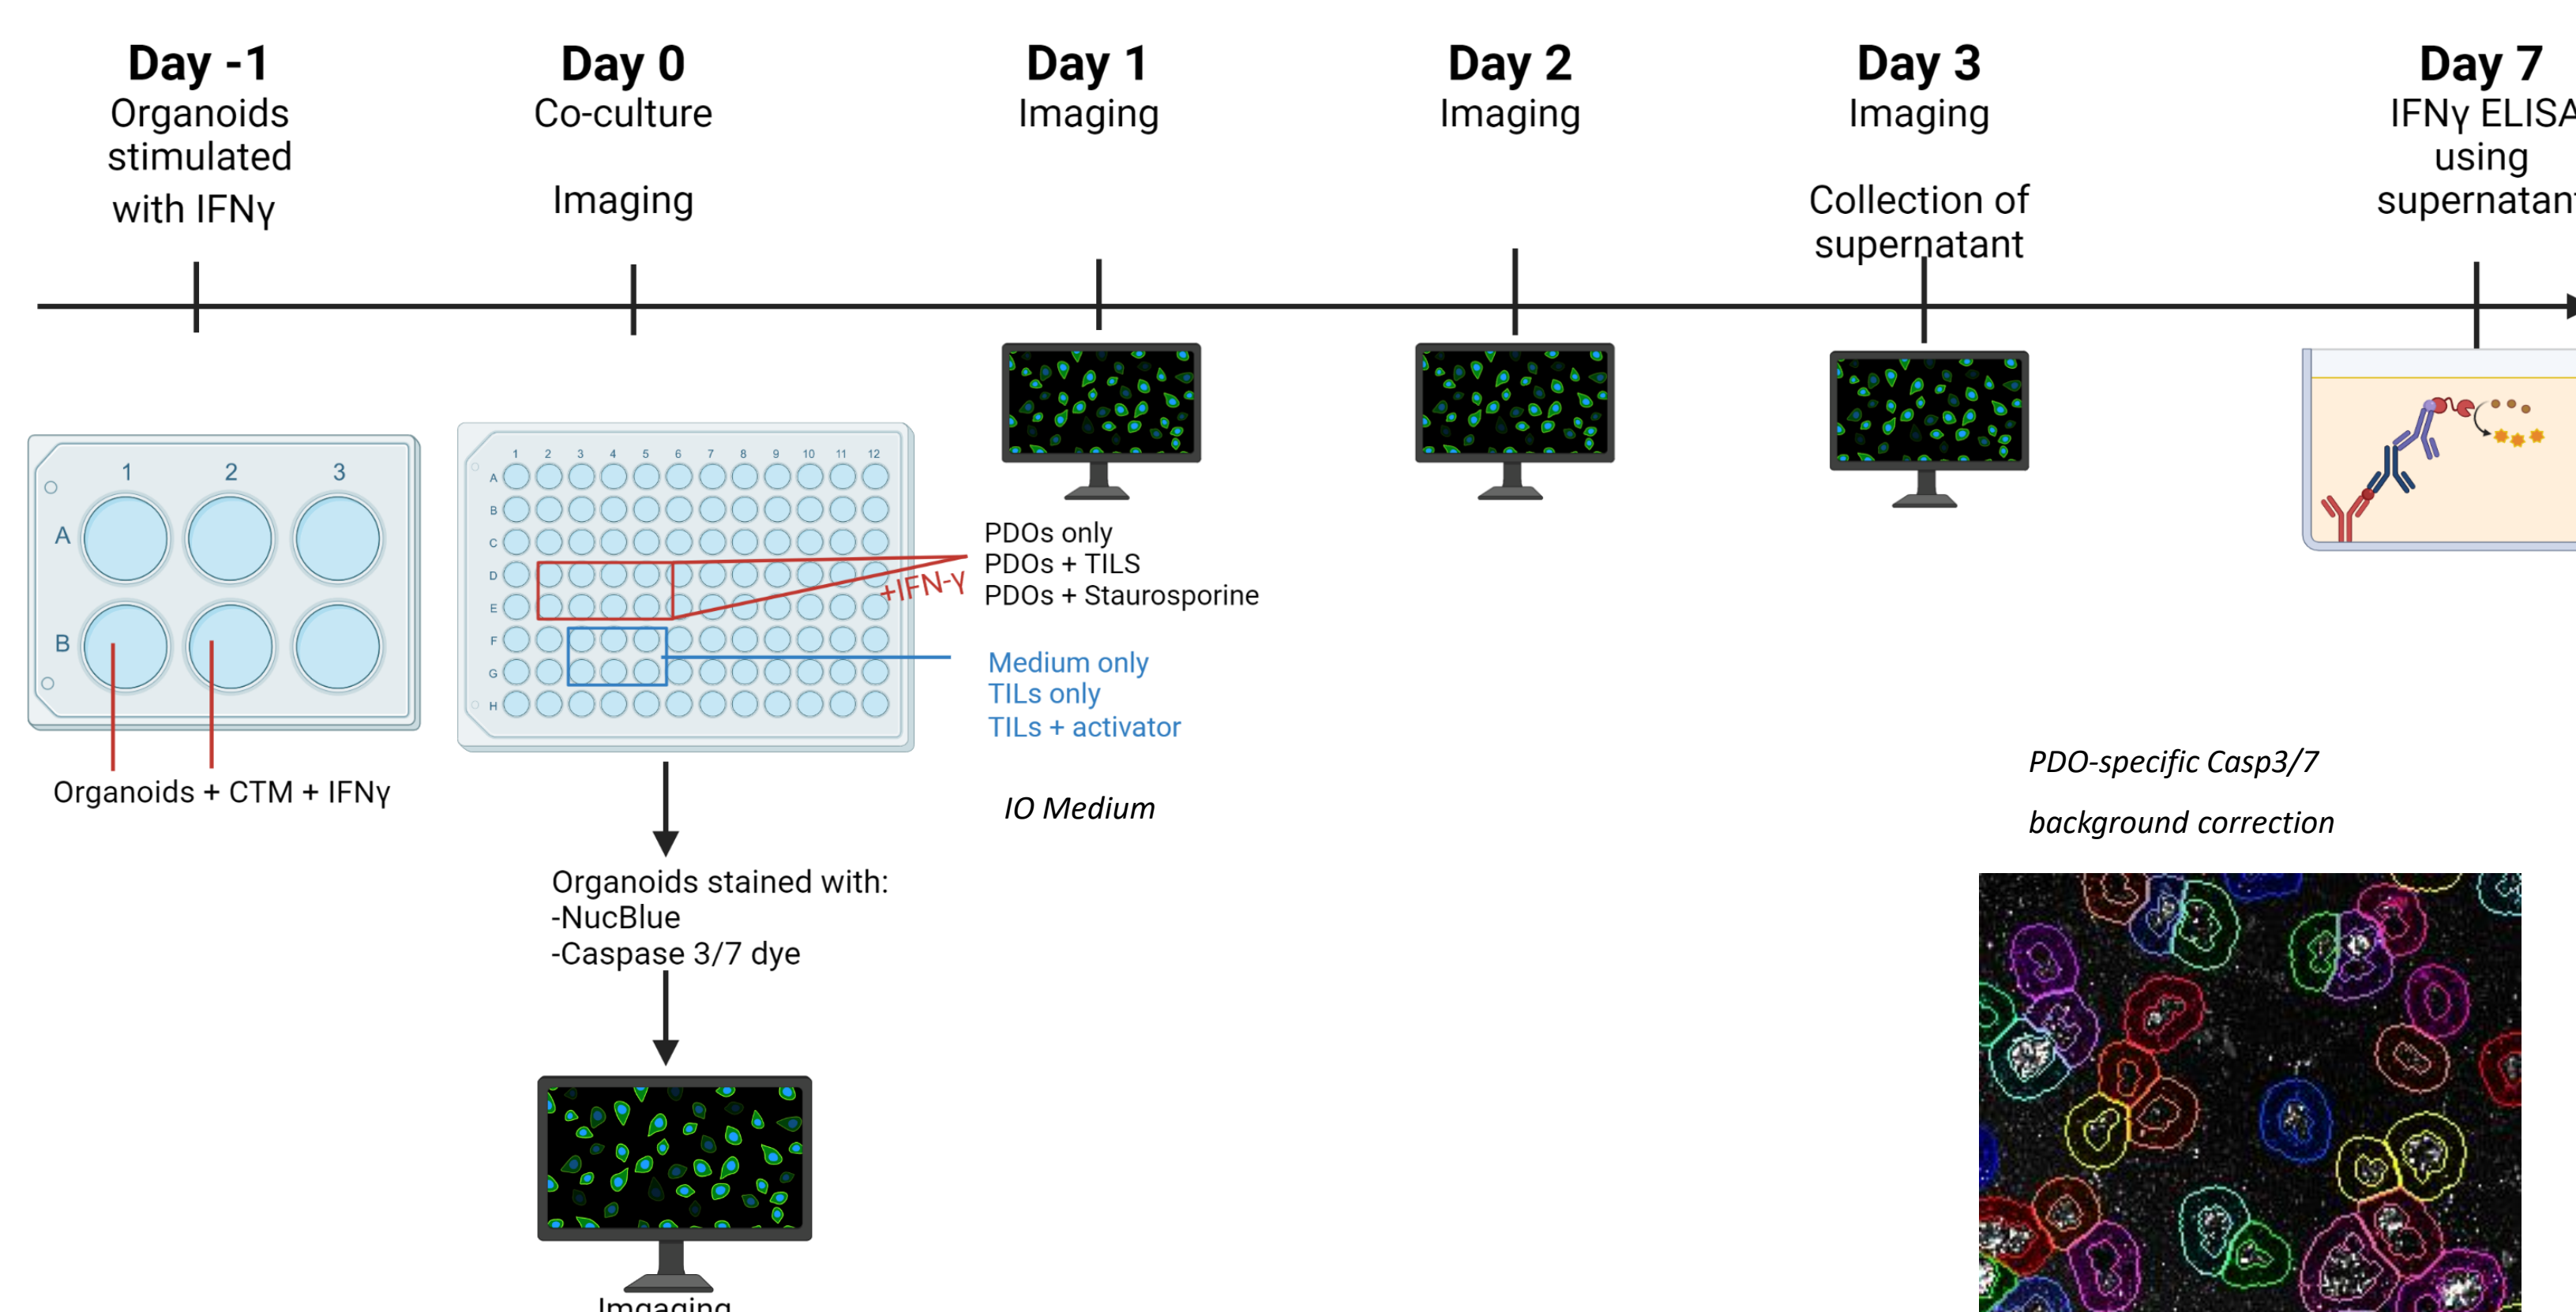 Day -1
Organoids
stimulated
with IFNγ
Day 0
Co-culture
Imaging
Day 1
Imaging
Day 2
Imaging
Day 3
Imaging
Collection of
supernatant
Day 7
IFNγ ELISA
using
supernatant
1 2 3
A
B
Organoids + CTM + IFNγ
1 2 3 4 5 6 7 8 9 10 11 12
A
B
C
D
E
F
G
H
+IFN-γ
PDOs only
PDOs + TILS
PDOs + Staurosporine
Medium only
TILs only
TILs + activator
IO Medium
Organoids stained with:
-NucBlue
-Caspase 3/7 dye
Imgaging
PDO-specific Casp3/7
background correction